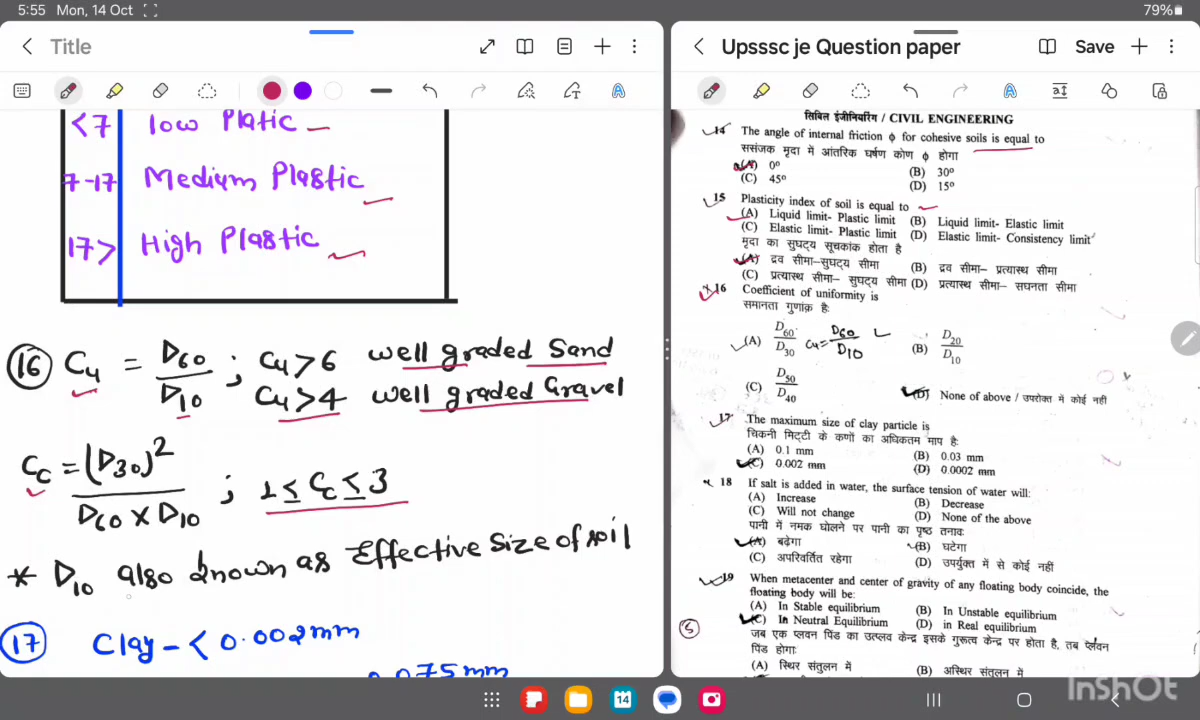 5:55 Mon, 14 Oct
79%
Title
<7 low Platic
7-17 Medium Plastic
17> High Plastic
16 Cu = D60/D10 ; Cu>6 well graded Sand
Cu>4 well graded Gravel
Cc = (D30)²/D60 × D10 ; 1≤ Cc ≤3
* D10 also known as Effective Size of soil
17 Clay - < 0.002mm
0.075mm
Upsssc je Question paper
Save
सिविल इंजीनियरिंग / CIVIL ENGINEERING
14 The angle of internal friction ϕ for cohesive soils is equal to
ससंजक मृदा में आंतरिक घर्षण कोण ϕ होगा
(A) 0° (B) 30°
(C) 45° (D) 15°
15 Plasticity index of soil is equal to
(A) Liquid limit- Plastic limit (B) Liquid limit- Elastic limit
(C) Elastic limit- Plastic limit (D) Elastic limit- Consistency limit
मृदा का सुघट्य सूचकांक होता है
(A) द्रव सीमा–सुघट्य सीमा (B) द्रव सीमा– प्रत्यास्थ सीमा
(C) प्रत्यास्थ सीमा– सुघट्य सीमा (D) प्रत्यास्थ सीमा– सघनता सीमा
16 Coefficient of uniformity is
समानता गुणांक है:
(A) D60/D30 Cu=D60/D10 (B) D20/D10
(C) D50/D40 (D) None of above / उपरोक्त में कोई नहीं
17 The maximum size of clay particle is
चिकनी मिट्टी के कणों का अधिकतम माप है:
(A) 0.1 mm (B) 0.03 mm
(C) 0.002 mm (D) 0.0002 mm
18 If salt is added in water, the surface tension of water will:
(A) Increase (B) Decrease
(C) Will not change (D) None of the above
पानी में नमक घोलने पर पानी का पृष्ठ तनाव
(A) बढ़ेगा (B) घटेगा
(C) अपरिवर्तित रहेगा (D) उपर्युक्त में से कोई नहीं
19 When metacenter and center of gravity of any floating body coincide, the
floating body will be:
(A) In Stable equilibrium (B) In Unstable equilibrium
(C) In Neutral Equilibrium (D) in Real equilibrium
जब एक प्लवन पिंड का उत्प्लव केन्द्र इसके गुरूत्व केन्द्र पर होता है, तब प्लवन
पिंड होगा:
(A) स्थिर संतुलन में (B) अस्थिर संतुलन में
14
InShOt